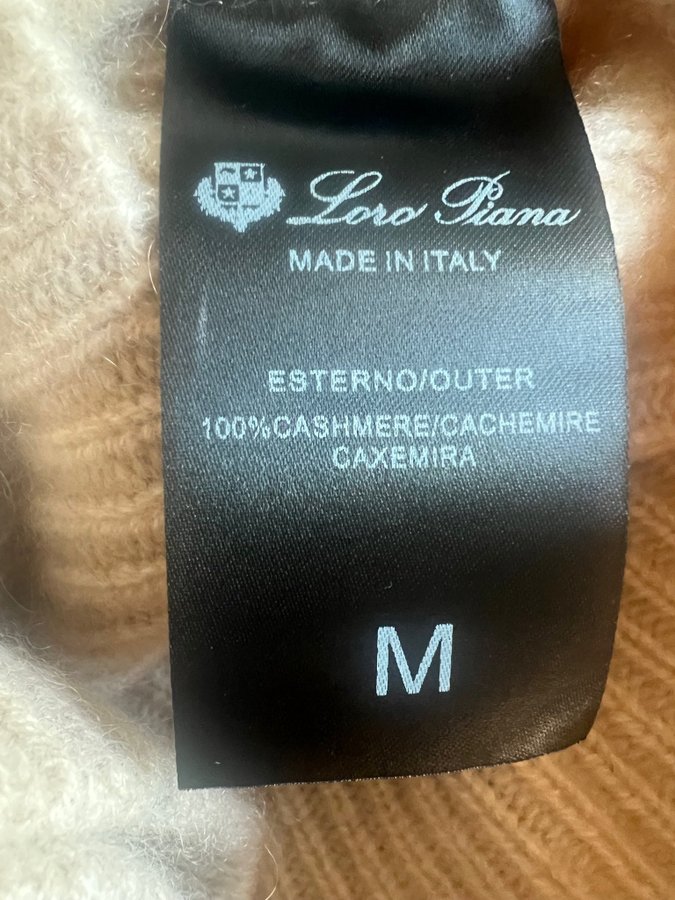 Loro Piana
MADE IN ITALY
ESTERNO/OUTER
100%CASHMERE/CACHEMIRE
CAXEMIRA
M